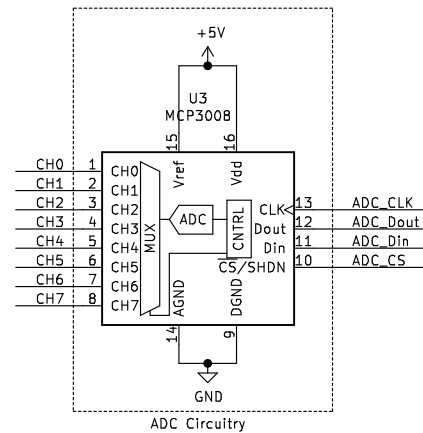 +5V
U3
MCP3008
15 16
Vref Vdd
CH0 1 CH0
CH1 2 CH1
CH2 3 CH2 CLK 13 ADC_CLK
CH3 4 CH3 MUX ADC CNTRL Dout 12 ADC_Dout
CH4 5 CH4 Din 11 ADC_Din
CH5 6 CH5 CS/SHDN 10 ADC_CS
CH6 7 CH6
CH7 8 CH7
AGND DGND
14 9
GND
ADC Circuitry